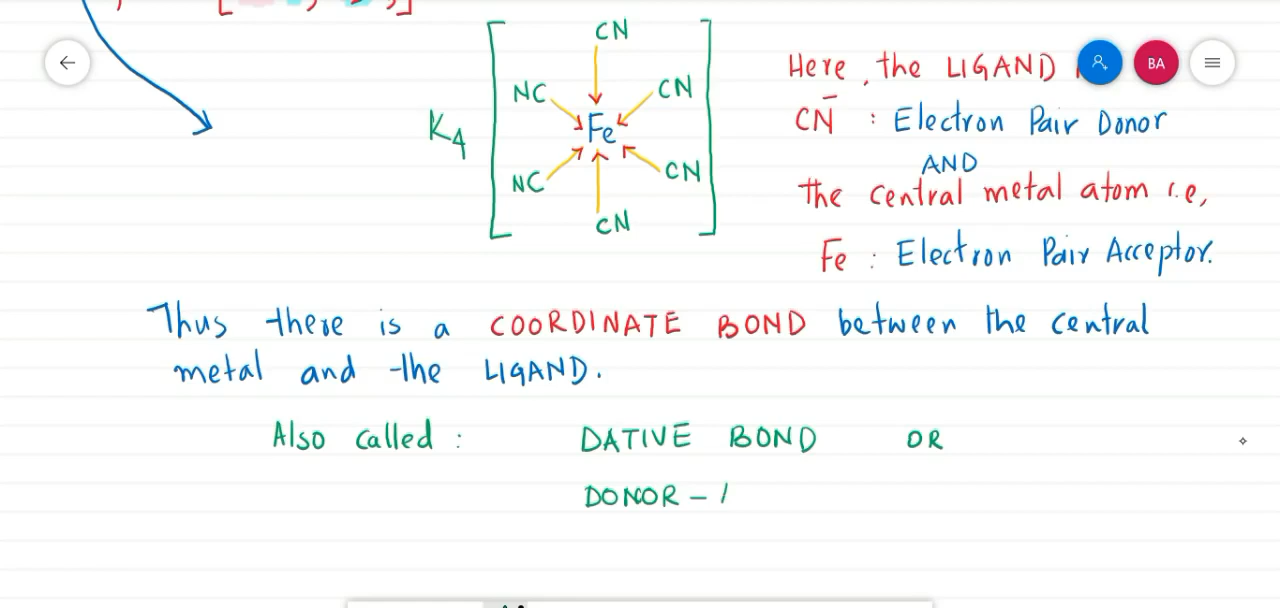 CN
NC CN
K4 Fe
NC CN
CN
Here, the LIGAND
BA
CN⁻ : Electron Pair Donor
AND
the central metal atom i.e,
Fe : Electron Pair Acceptor.
Thus there is a COORDINATE BOND between the central
metal and the LIGAND.
Also called : DATIVE BOND OR
DONOR –